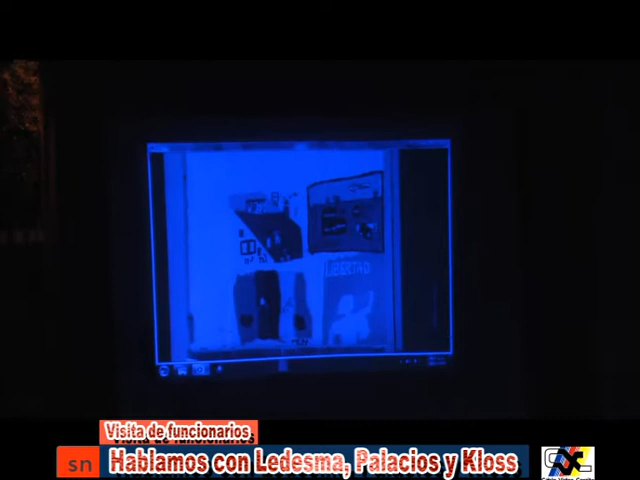 LIBERTAD
Visita de funcionarios
sn
Hablamos con Ledesma, Palacios y Kloss